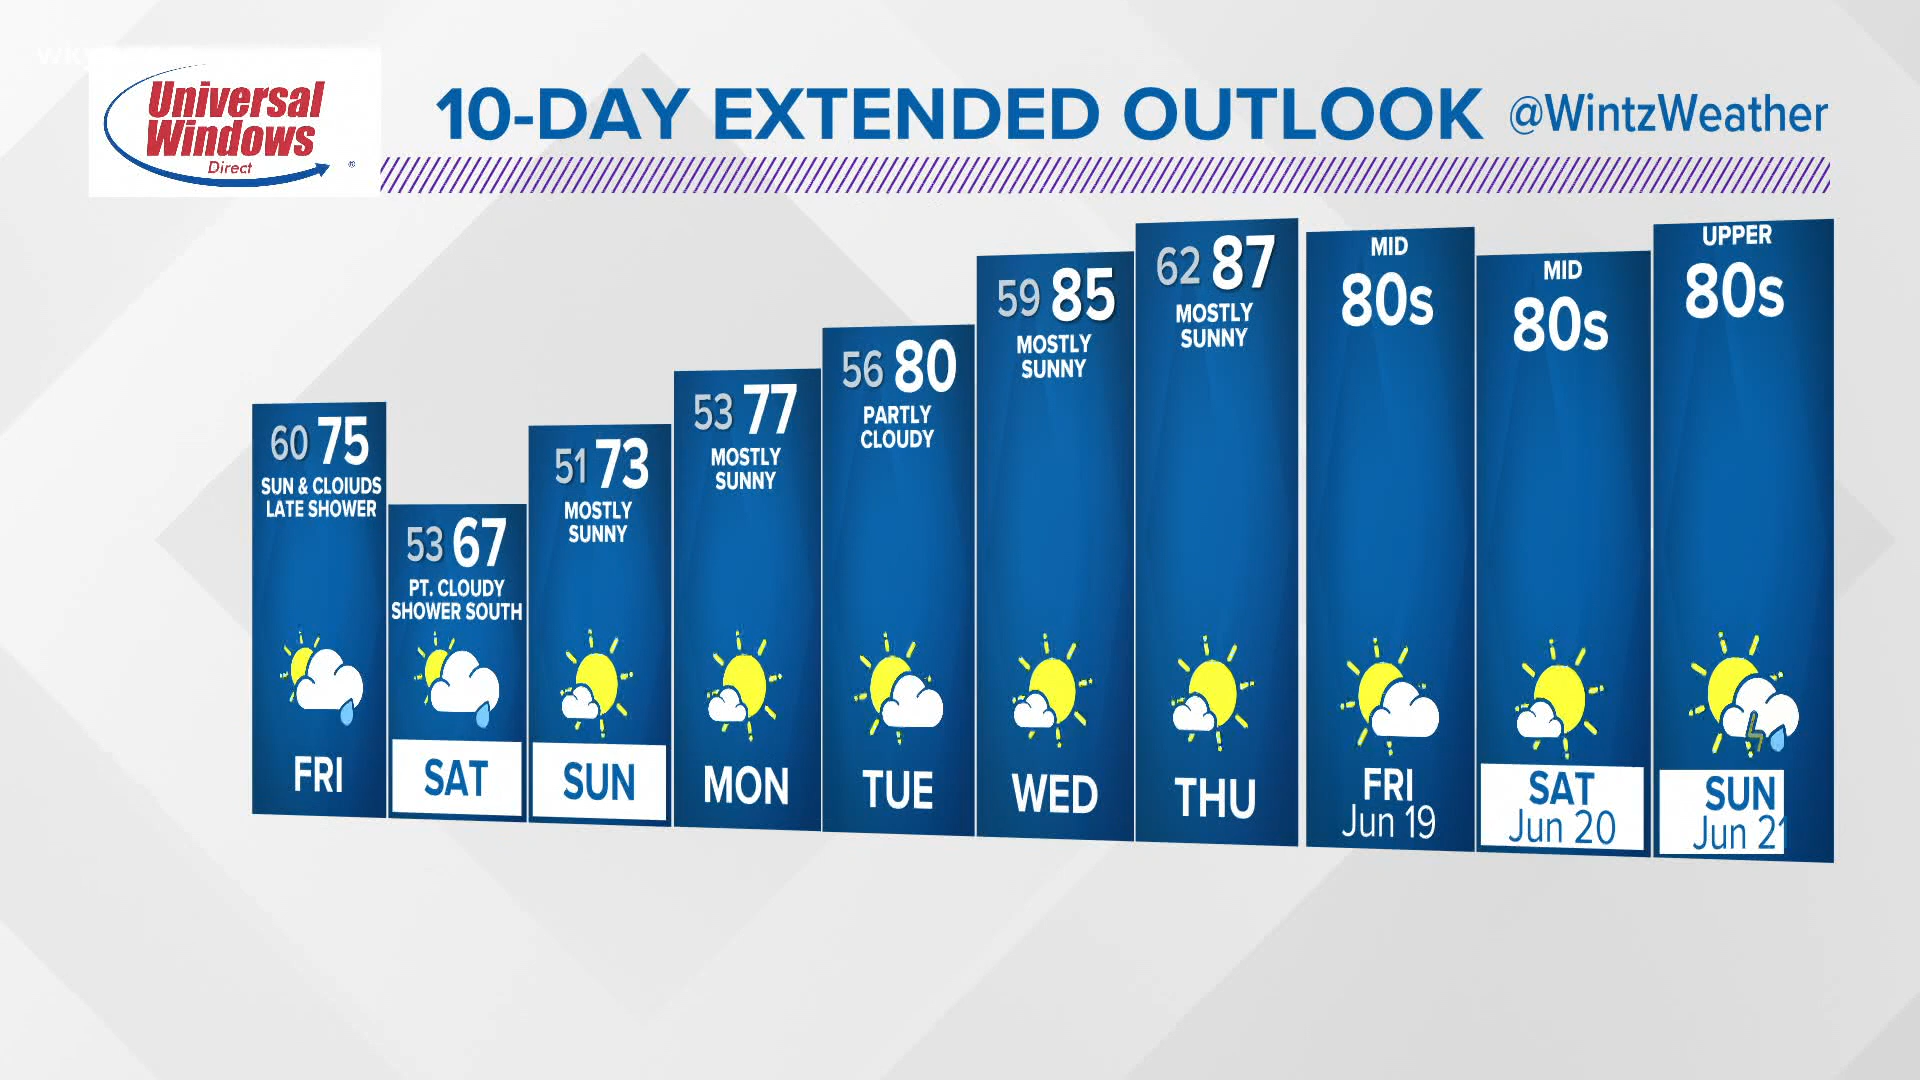 Universal
Windows
Direct
®
10-DAY EXTENDED OUTLOOK @WintzWeather
60 75
SUN & CLOIUDS
LATE SHOWER
FRI
53 67
PT. CLOUDY
SHOWER SOUTH
SAT
51 73
MOSTLY
SUNNY
SUN
53 77
MOSTLY
SUNNY
MON
56 80
PARTLY
CLOUDY
TUE
59 85
MOSTLY
SUNNY
WED
62 87
MOSTLY
SUNNY
THU
MID
80s
FRI
Jun 19
MID
80s
SAT
Jun 20
UPPER
80s
SUN
Jun 21